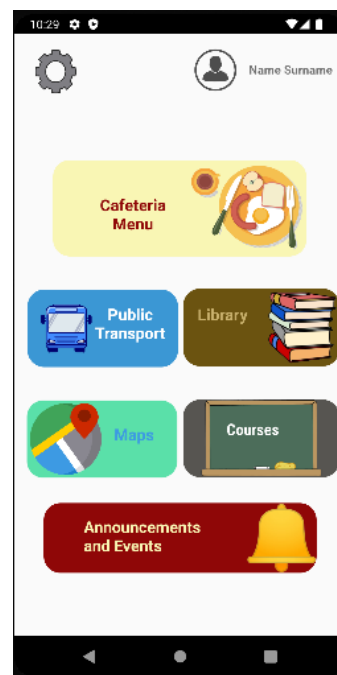 10:29
Name Surname
Cafeteria
Menu
Public
Transport
Library
Maps
Courses
Announcements
and Events